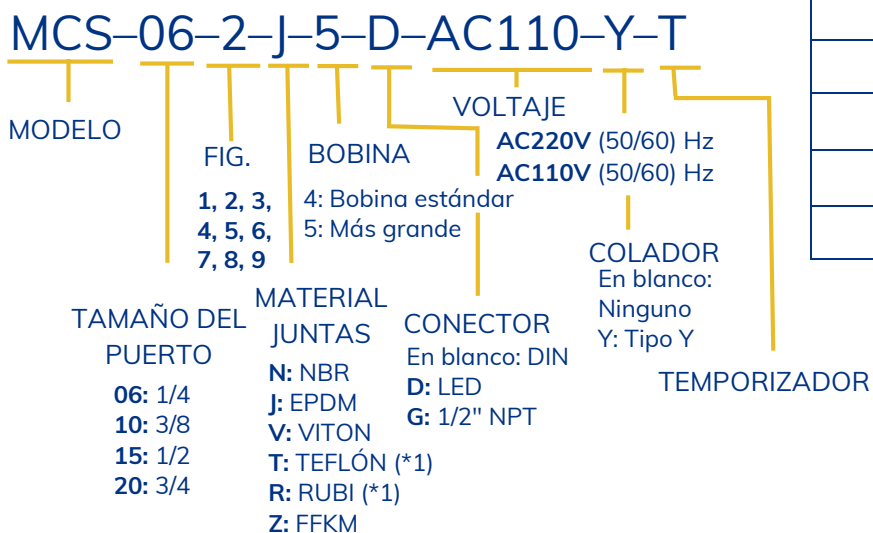 MCS–06–2–J–5–D–AC110–Y–T
MODELO
TAMAÑO DEL
PUERTO
06: 1/4
10: 3/8
15: 1/2
20: 3/4
FIG.
1, 2, 3,
4, 5, 6,
7, 8, 9
MATERIAL
JUNTAS
N: NBR
J: EPDM
V: VITON
T: TEFLÓN (*1)
R: RUBI (*1)
Z: FFKM
BOBINA
4: Bobina estándar
5: Más grande
CONECTOR
En blanco: DIN
D: LED
G: 1/2" NPT
VOLTAJE
AC220V (50/60) Hz
AC110V (50/60) Hz
COLADOR
En blanco:
Ninguno
Y: Tipo Y
TEMPORIZADOR